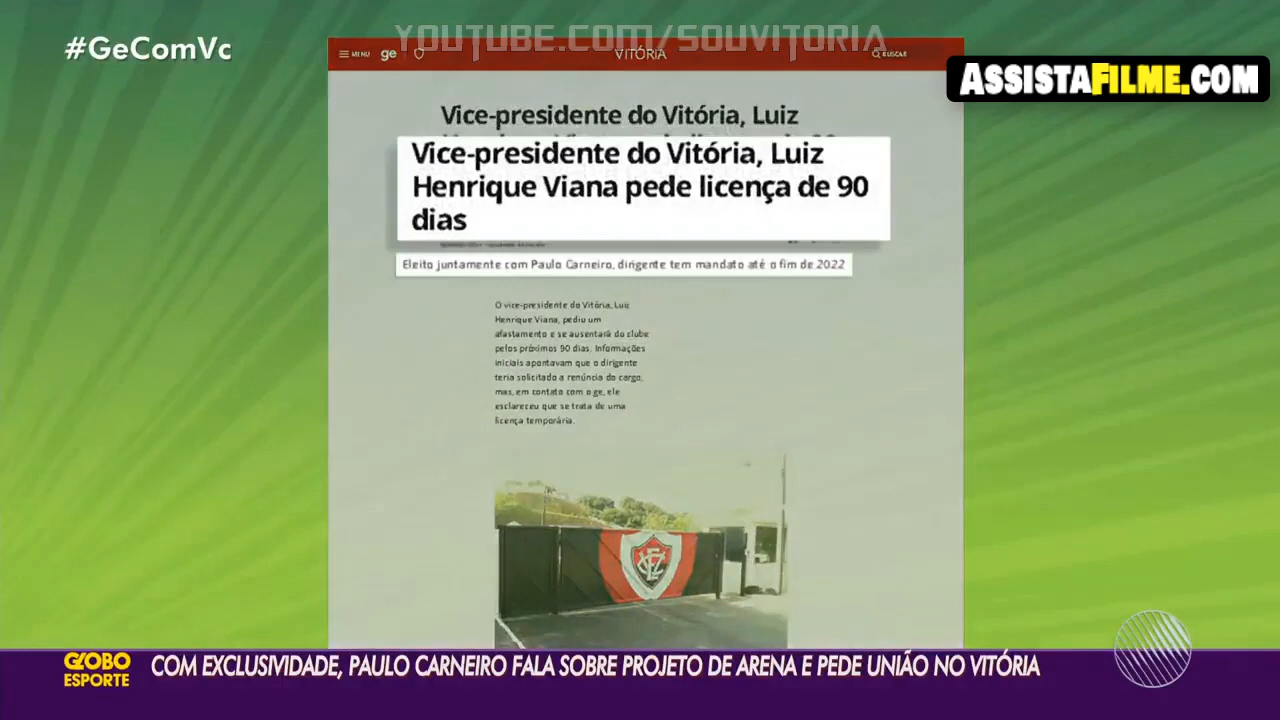 YOUTUBE.COM/SOUVITORIA
#GeComVc
MENU ge VITÓRIA BUSCAR
ASSISTAFILME.COM
Vice-presidente do Vitória, Luiz
Vice-presidente do Vitória, Luiz
Henrique Viana pede licença de 90
dias
Eleito juntamente com Paulo Carneiro, dirigente tem mandato até o fim de 2022
O vice-presidente do Vitória, Luiz
Henrique Viana, pediu um
afastamento e se ausentará do clube
pelos próximos 90 dias. Informações
iniciais apontavam que o dirigente
teria solicitado a renúncia do cargo,
mas, em contato com o ge, ele
esclareceu que se trata de uma
licença temporária.
GLOBO
ESPORTE
COM EXCLUSIVIDADE, PAULO CARNEIRO FALA SOBRE PROJETO DE ARENA E PEDE UNIÃO NO VITÓRIA